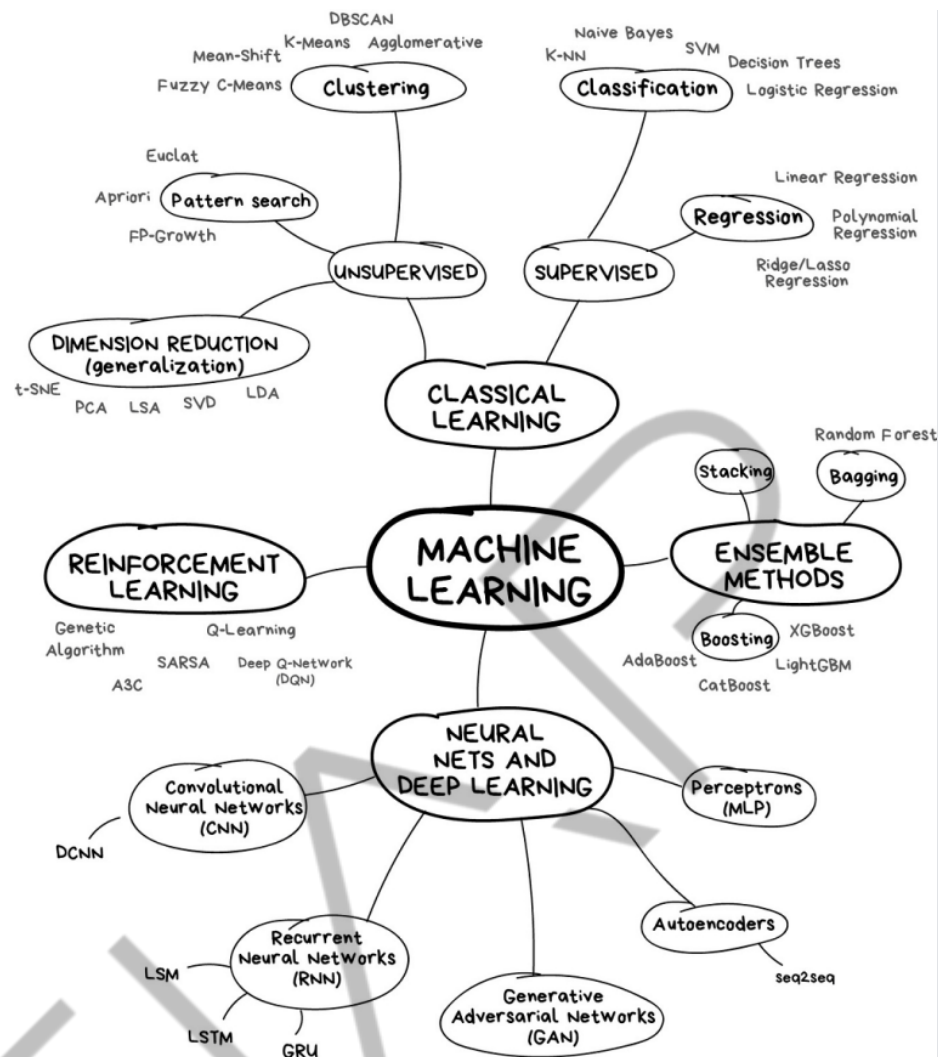 DBSCAN
K-Means
Agglomerative
Mean-Shift
Fuzzy C-Means
Clustering
Naive Bayes
K-NN
SVM
Decision Trees
Classification
Logistic Regression
Euclat
Apriori
Pattern search
FP-Growth
Linear Regression
Regression
Polynomial
Regression
Ridge/Lasso
Regression
UNSUPERVISED
SUPERVISED
DIMENSION REDUCTION
(generalization)
t-SNE
PCA
LSA
SVD
LDA
CLASSICAL
LEARNING
Random Forest
Stacking
Bagging
MACHINE
LEARNING
REINFORCEMENT
LEARNING
ENSEMBLE
METHODS
Genetic
Algorithm
Q-Learning
SARSA
Deep Q-Network
(DQN)
A3C
Boosting
XGBoost
AdaBoost
LightGBM
CatBoost
NEURAL
NETS AND
DEEP LEARNING
Convolutional
Neural Networks
(CNN)
DCNN
Perceptrons
(MLP)
Recurrent
Neural Networks
(RNN)
LSM
LSTM
GRU
Autoencoders
seq2seq
Generative
Adversarial Networks
(GAN)